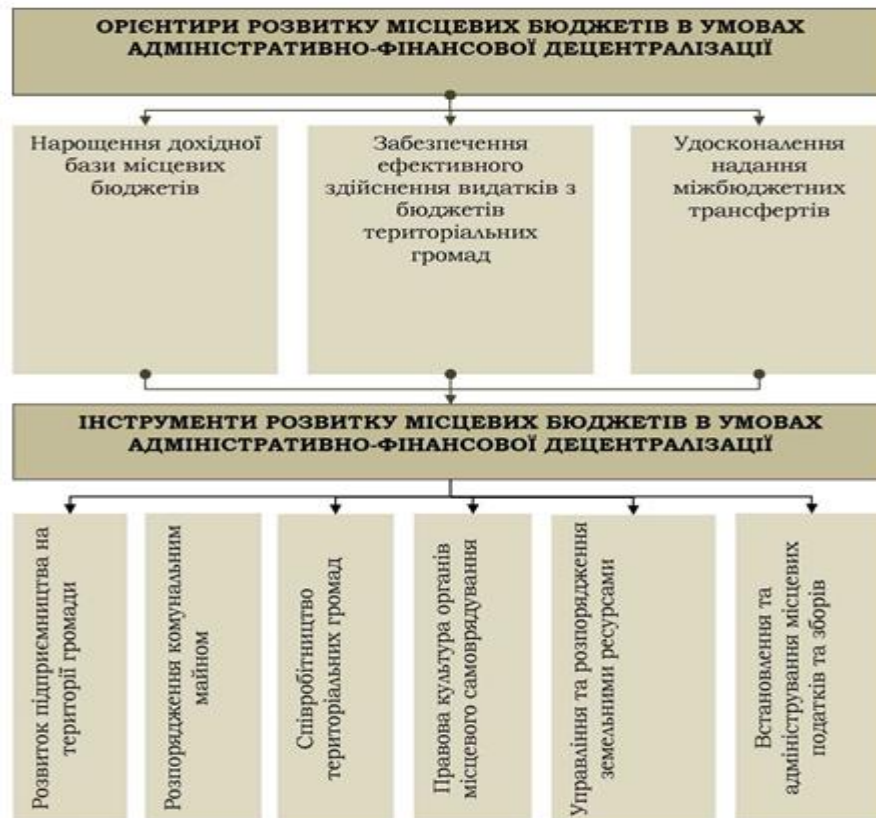 ОРІЄНТИРИ РОЗВИТКУ МІСЦЕВИХ БЮДЖЕТІВ В УМОВАХ
АДМІНІСТРАТИВНО-ФІНАНСОВОЇ ДЕЦЕНТРАЛІЗАЦІЇ
Нарощення дохідної
бази місцевих
бюджетів
Забезпечення
ефективного
здійснення видатків з
бюджетів
територіальних
громад
Удосконалення
надання
міжбюджетних
трансфертів
ІНСТРУМЕНТИ РОЗВИТКУ МІСЦЕВИХ БЮДЖЕТІВ В УМОВАХ
АДМІНІСТРАТИВНО-ФІНАНСОВОЇ ДЕЦЕНТРАЛІЗАЦІЇ
Розвиток підприємництва на
території громади
Розпорядження комунальним
майном
Співробітництво
територіальних громад
Правова культура органів
місцевого самоврядування
Управління та розпорядження
земельними ресурсами
Встановлення та
адміністрування місцевих
податків та зборів